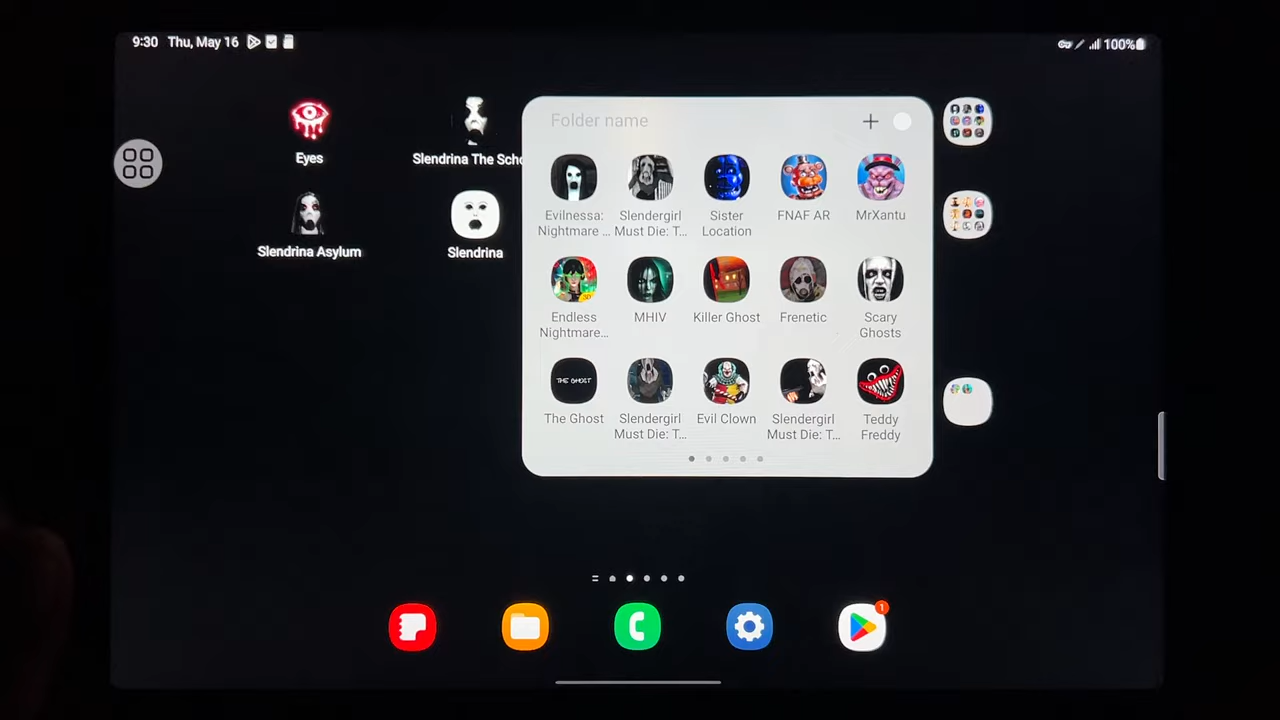 9:30 Thu, May 16
100%
Folder name
Eyes
Slendrina The Scho
Slendrina Asylum
Slendrina
Evilnessa:
Nightmare ...
Slendergirl
Must Die: T...
Sister
Location
FNAF AR
MrXantu
Endless
Nightmare...
MHIV
Killer Ghost
Frenetic
Scary
Ghosts
THE GHOST
The Ghost
Slendergirl
Must Die: T...
Evil Clown
Slendergirl
Must Die: T...
Teddy
Freddy
1